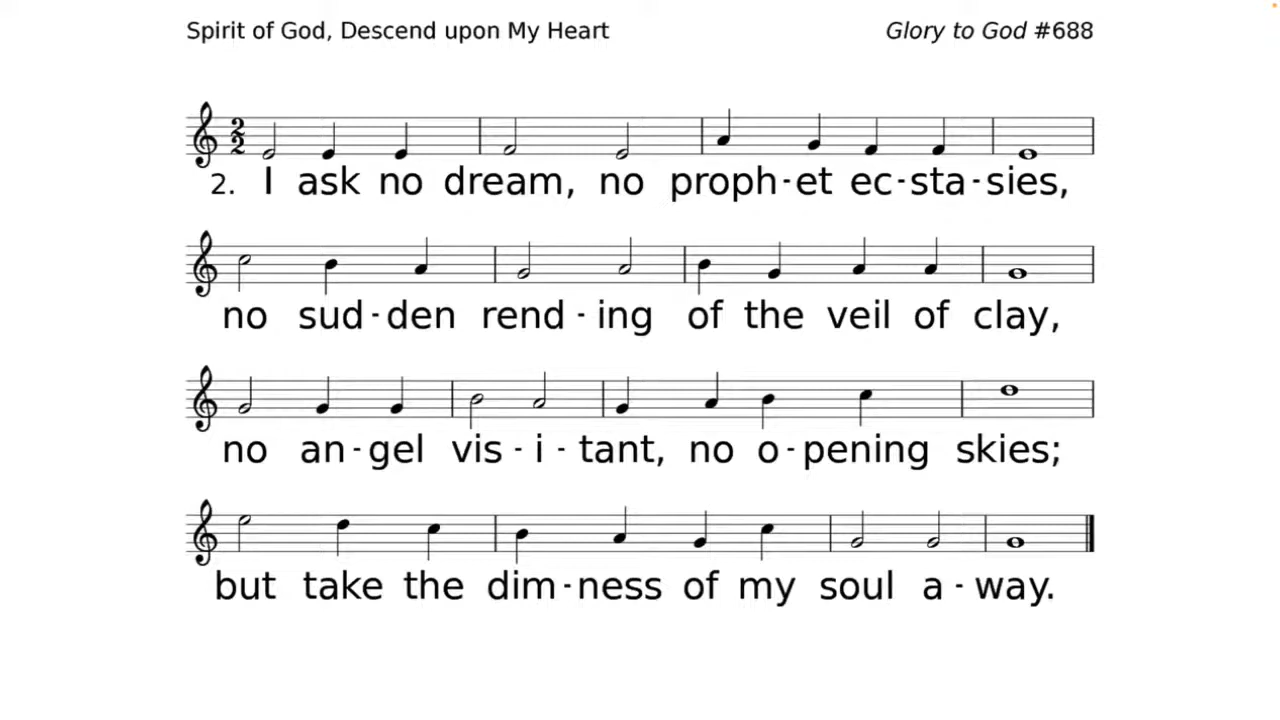 Spirit of God, Descend upon My Heart Glory to God #688
2. I ask no dream, no proph-et ec-sta-sies,
no sud-den rend-ing of the veil of clay,
no an-gel vis-i-tant, no o-pening skies;
but take the dim-ness of my soul a-way.